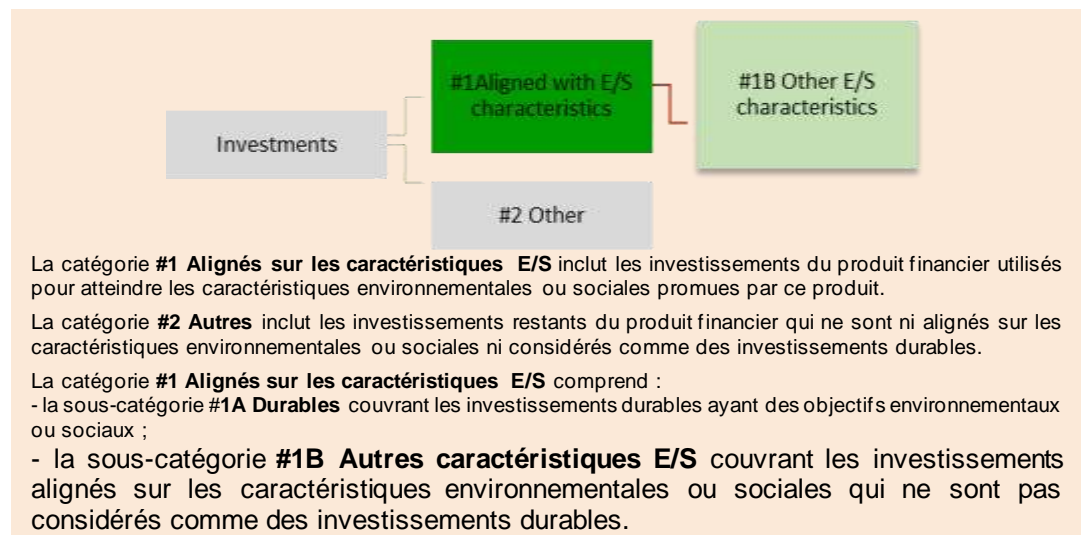 #1Aligned with E/S
characteristics
#1B Other E/S
characteristics
Investments
#2 Other
La catégorie #1 Alignés sur les caractéristiques E/S inclut les investissements du produit financier utilisés
pour atteindre les caractéristiques environnementales ou sociales promues par ce produit.
La catégorie #2 Autres inclut les investissements restants du produit financier qui ne sont ni alignés sur les
caractéristiques environnementales ou sociales ni considérés comme des investissements durables.
La catégorie #1 Alignés sur les caractéristiques E/S comprend :
- la sous-catégorie #1A Durables couvrant les investissements durables ayant des objectifs environnementaux
ou sociaux ;
- la sous-catégorie #1B Autres caractéristiques E/S couvrant les investissements
alignés sur les caractéristiques environnementales ou sociales qui ne sont pas
considérés comme des investissements durables.